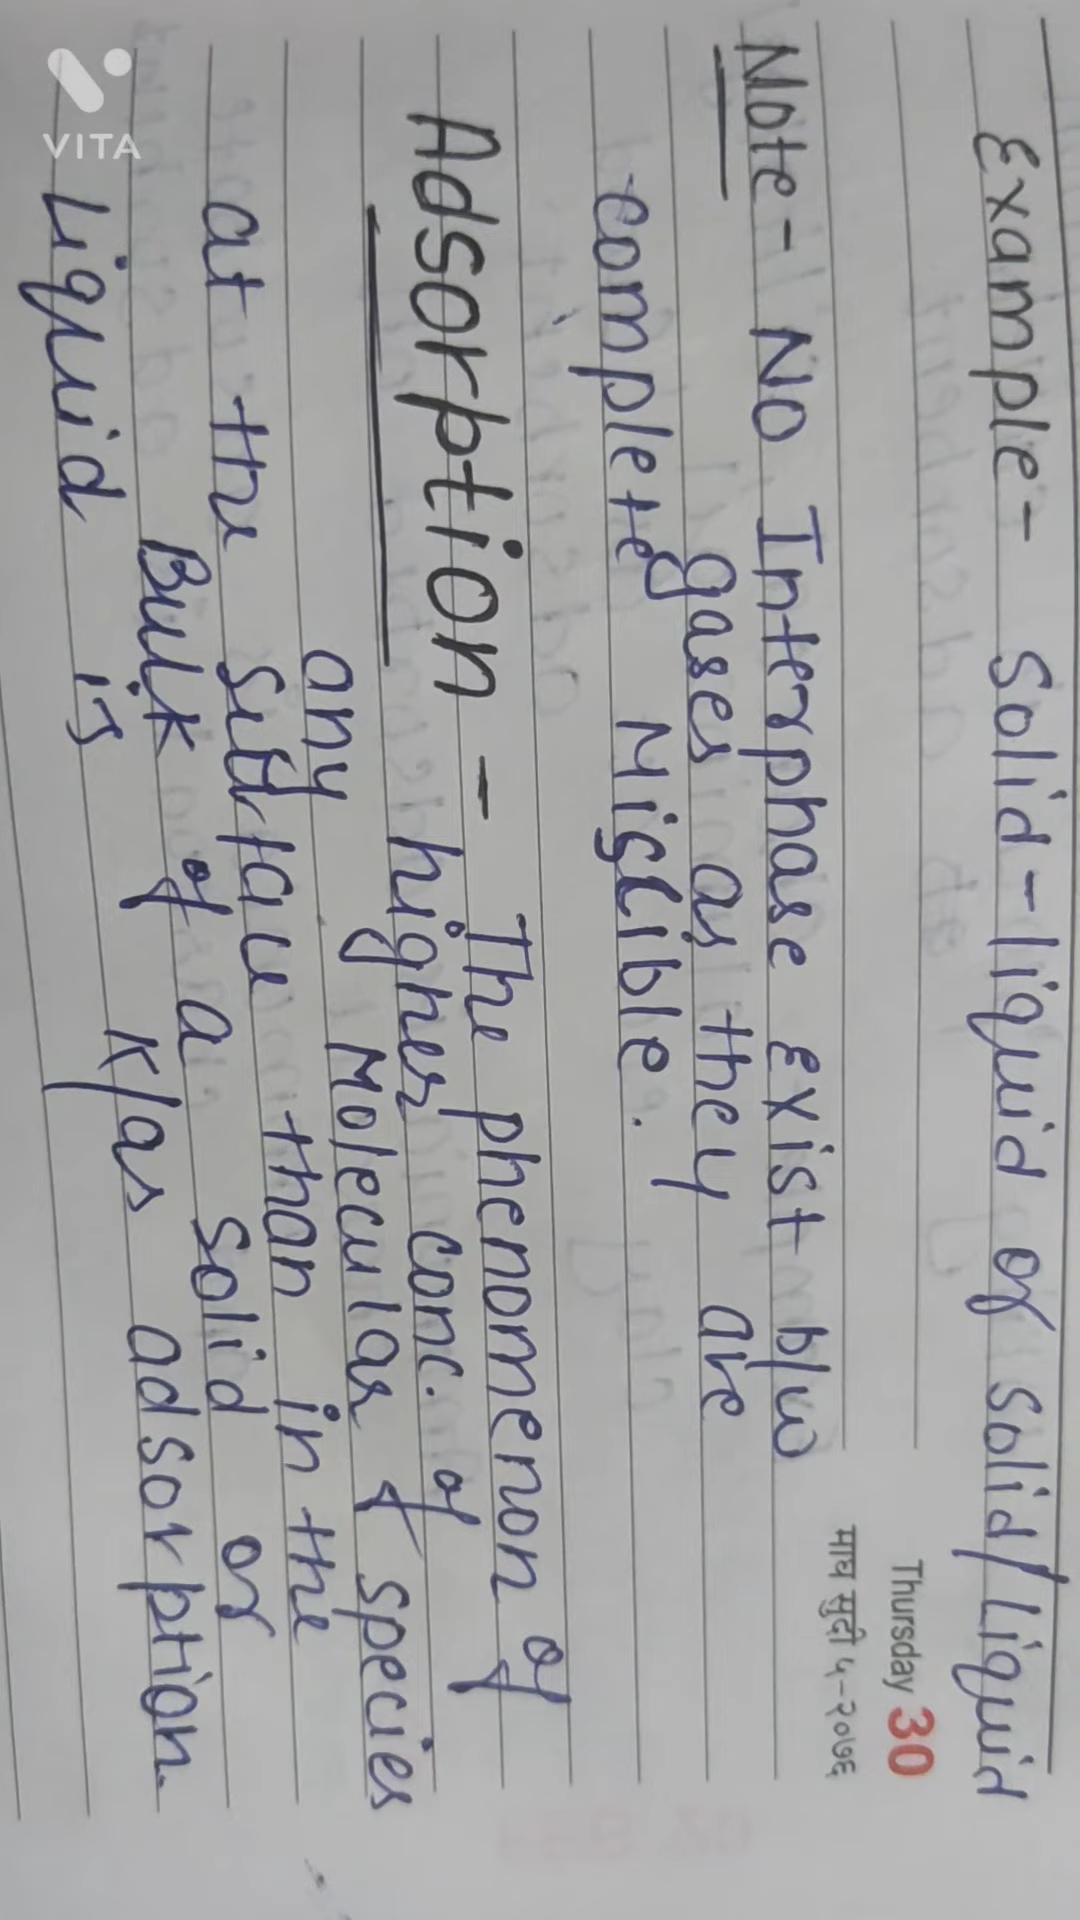 Example- Solid-liquid or Solid/Liquid
Thursday 30
माघ सुदी ५-२०७६
Note- No Interphase exist b/w
gases as they are
complete Miscible.
Adsorption - The phenomenon of
higher conc. of
any Molecular & species
at the surface than in the
Bulk of a solid or
Liquid is K/as adsorption.
VITA